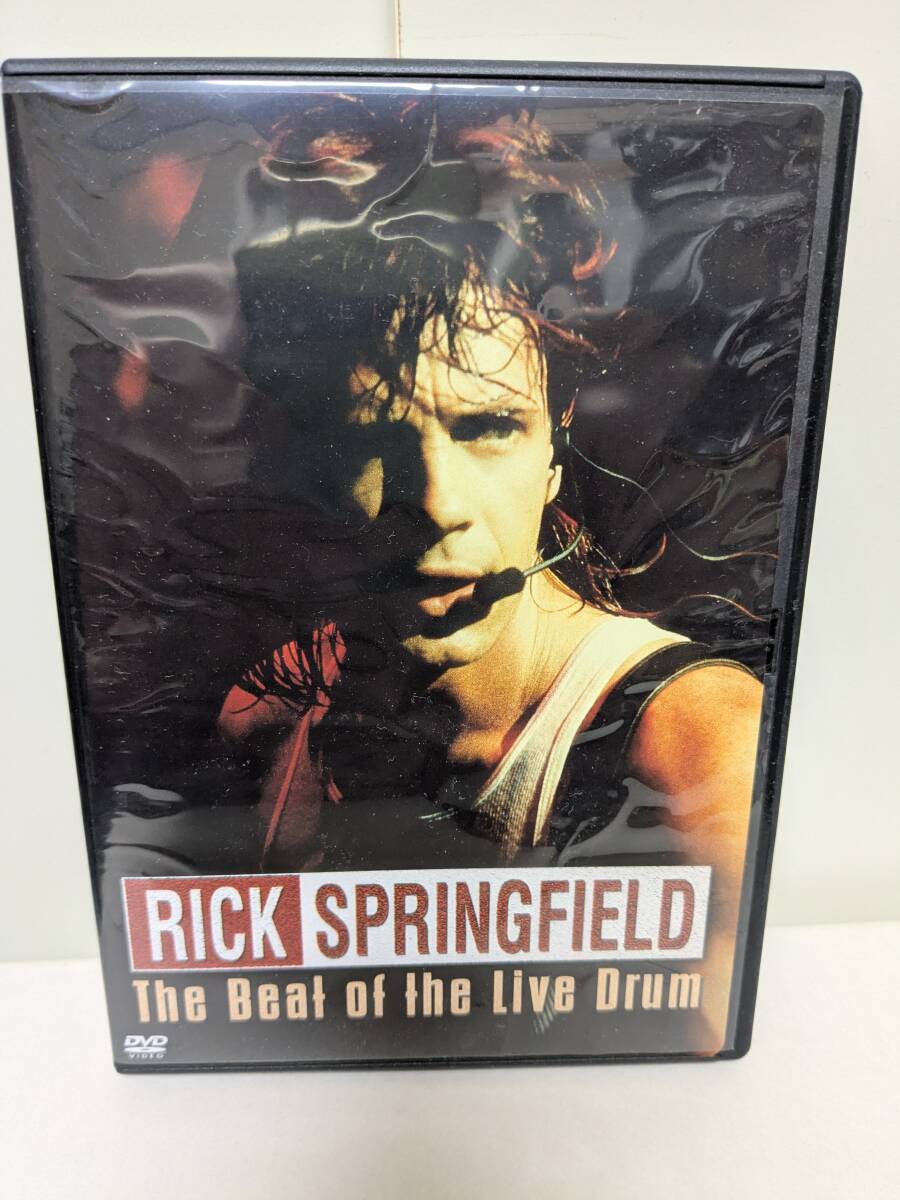 RICK SPRINGFIELD
The Beat of the Live Drum
DVD
VIDEO